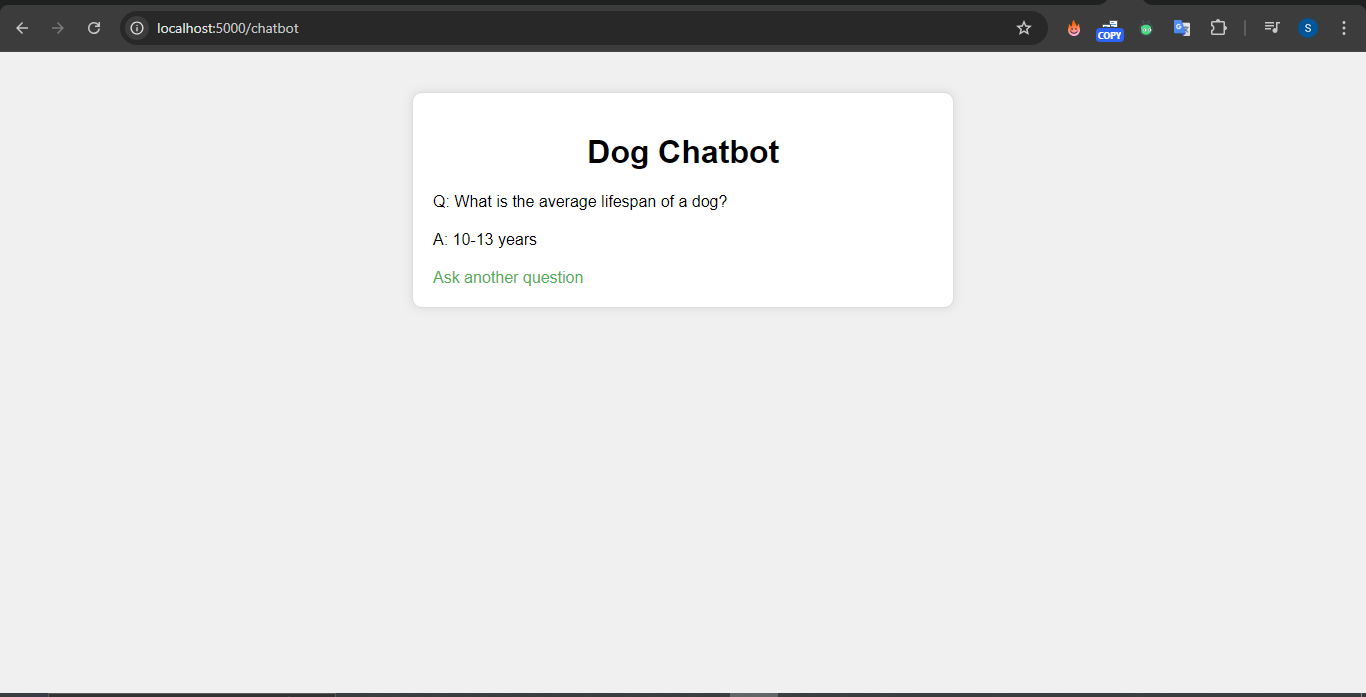 localhost:5000/chatbot
COPY
G
S
Dog Chatbot
Q: What is the average lifespan of a dog?
A: 10-13 years
Ask another question